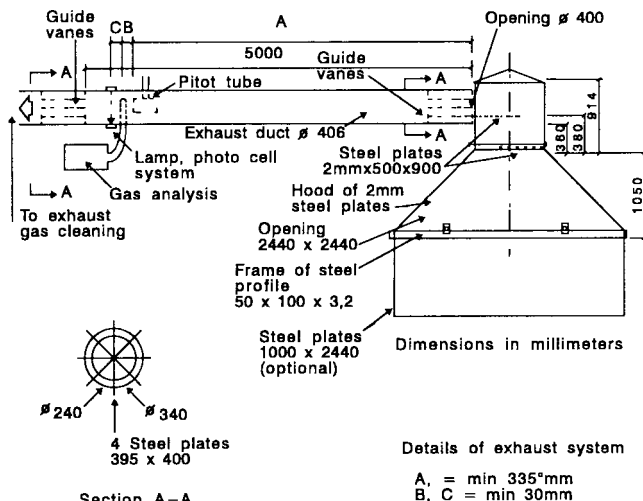 Guide
vanes
CB
A
Opening ø 400
5000
A
Pitot tube
Guide
vanes
A
Exhaust duct ø 406
A
A
Lamp, photo cell
system
Gas analysis
To exhaust
gas cleaning
Steel plates
2mmx500x900
380
380
914
1050
Hood of 2mm
steel plates
Opening
2440 x 2440
Frame of steel
profile
50 x 100 x 3,2
Steel plates
1000 x 2440
(optional)
Dimensions in millimeters
ø 240
ø 340
4 Steel plates
395 x 400
Section A-A
Details of exhaust system
A, = min 335°mm
B, C = min 30mm